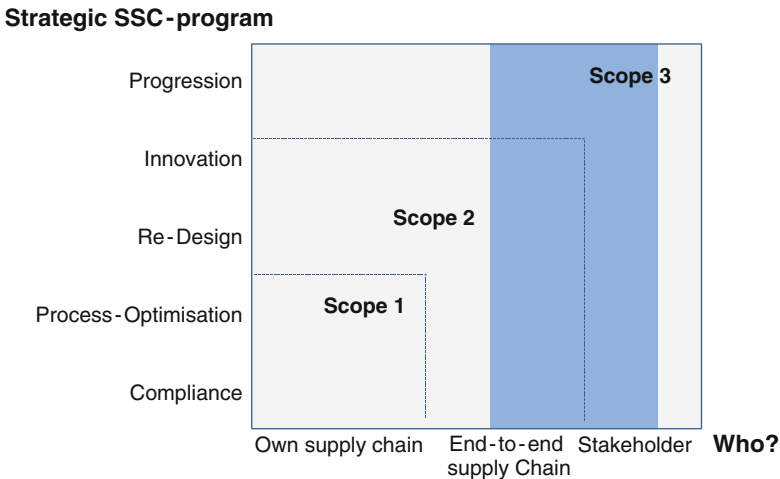 Strategic SSC-program
Progression
Scope 3
Innovation
Scope 2
Re-Design
Scope 1
Process-Optimisation
Compliance
Own supply chain
End-to-end
supply Chain
Stakeholder
Who?